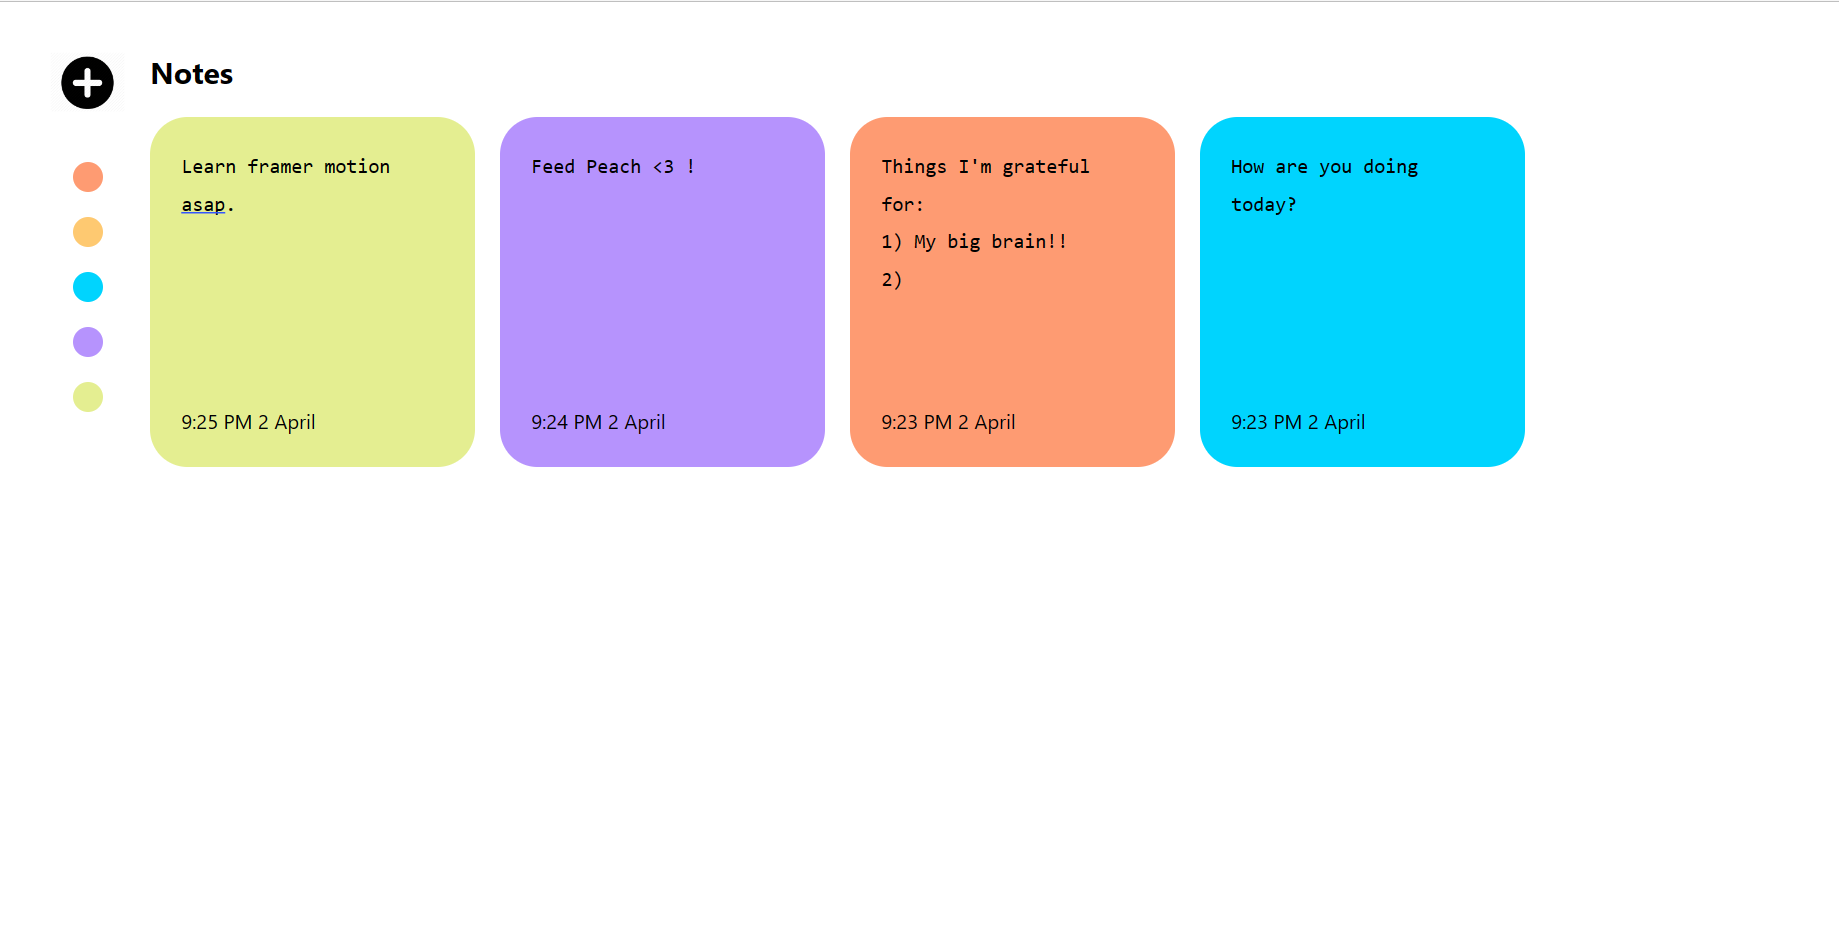 Notes
Learn framer motion
asap.
9:25 PM 2 April
Feed Peach <3 !
9:24 PM 2 April
Things I'm grateful
for:
1) My big brain!!
2)
9:23 PM 2 April
How are you doing
today?
9:23 PM 2 April